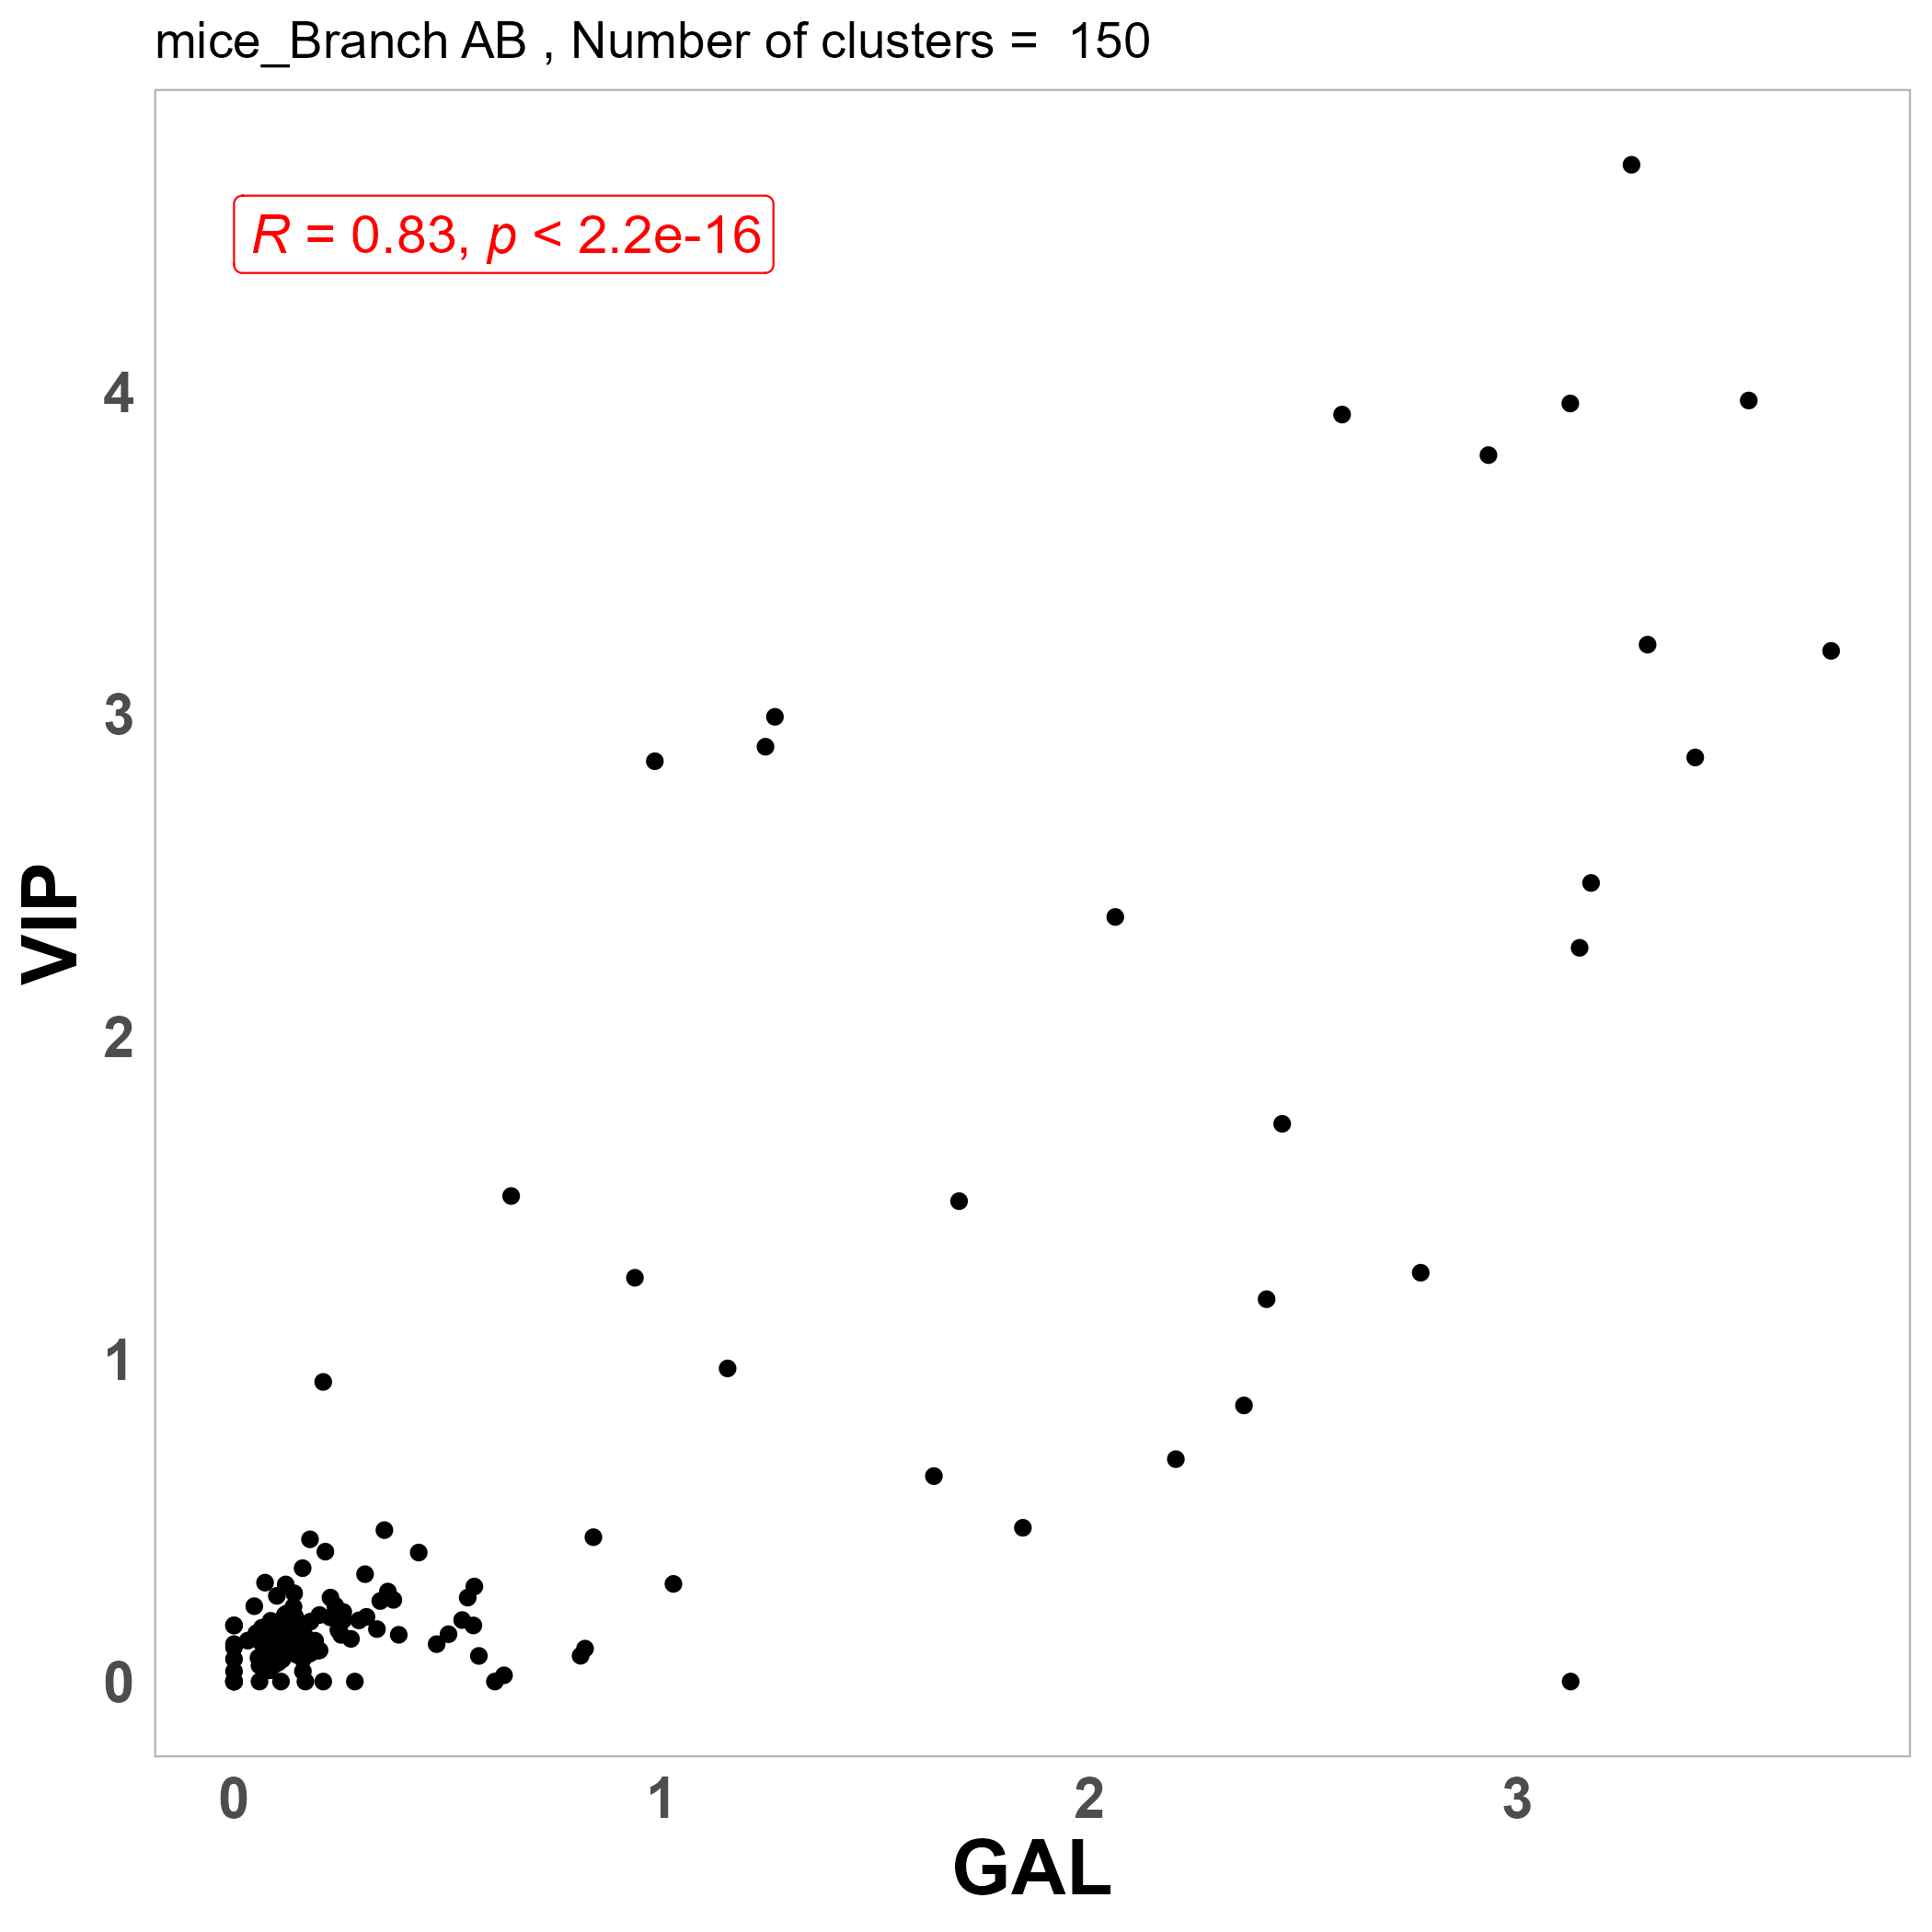 mice_Branch AB , Number of clusters =  150
R = 0.83, p < 2.2e-16
4
3
2
1
0
VIP
0 1 2 3
GAL